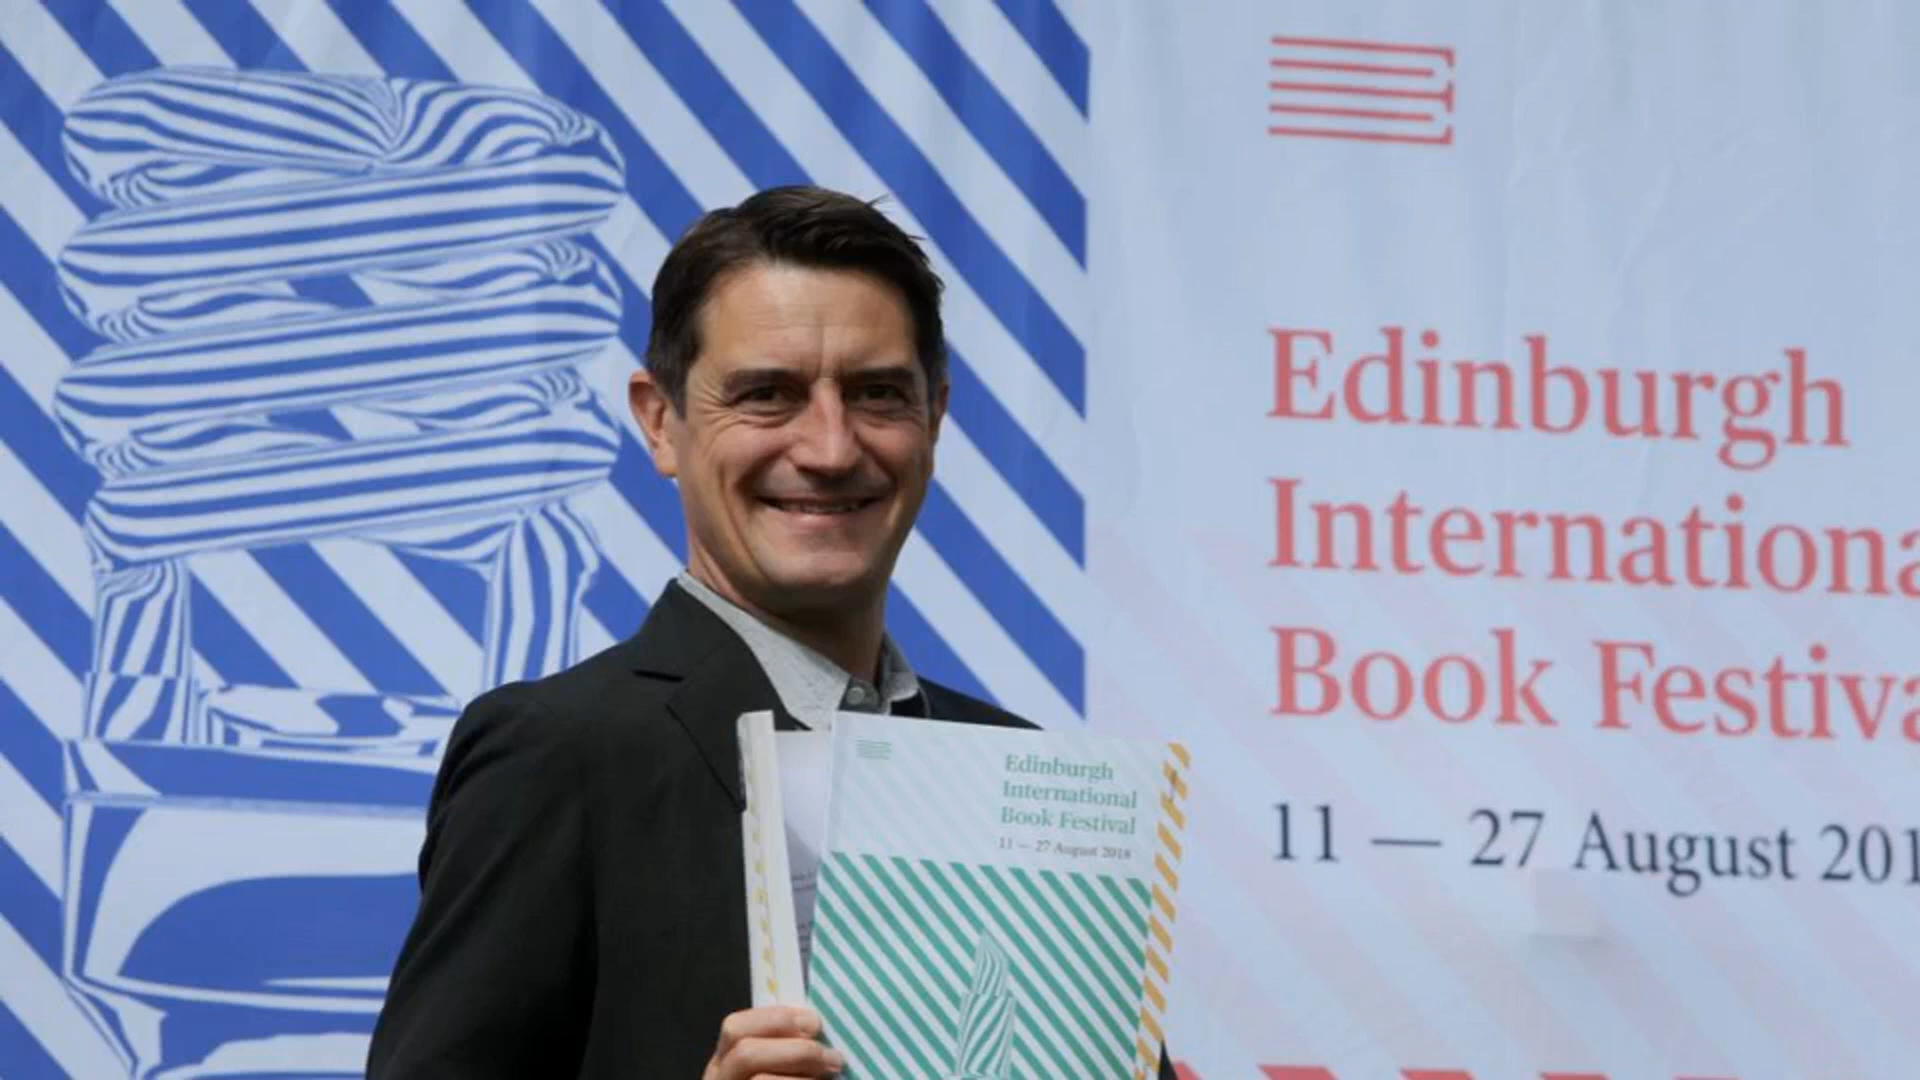 Edinburgh
Internationa
Book Festiva
11 — 27 August 201
Edinburgh
International
Book Festival
11 — 27 August 2018